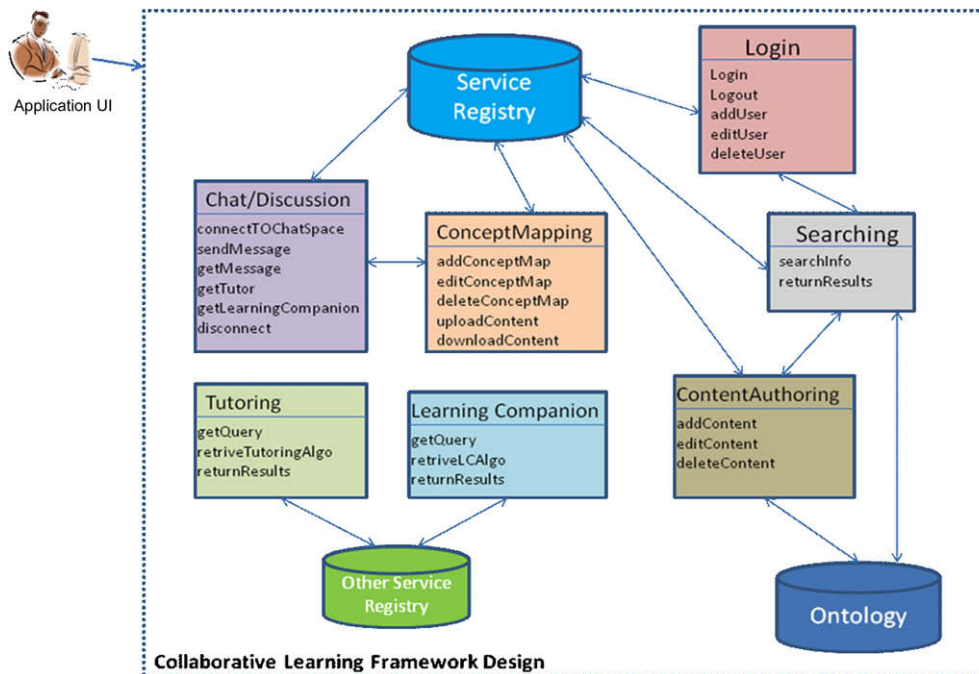 Application UI
Service
Registry
Login
Login
Logout
addUser
editUser
deleteUser
Chat/Discussion
connectTOChatSpace
sendMessage
getMessage
getTutor
getLearningCompanion
disconnect
ConceptMapping
addConceptMap
editConceptMap
deleteConceptMap
uploadContent
downloadContent
Searching
searchInfo
returnResults
Tutoring
getQuery
retriveTutoringAlgo
returnResults
Learning Companion
getQuery
retriveLCAlgo
returnResults
ContentAuthoring
addContent
editContent
deleteContent
Other Service
Registry
Ontology
Collaborative Learning Framework Design